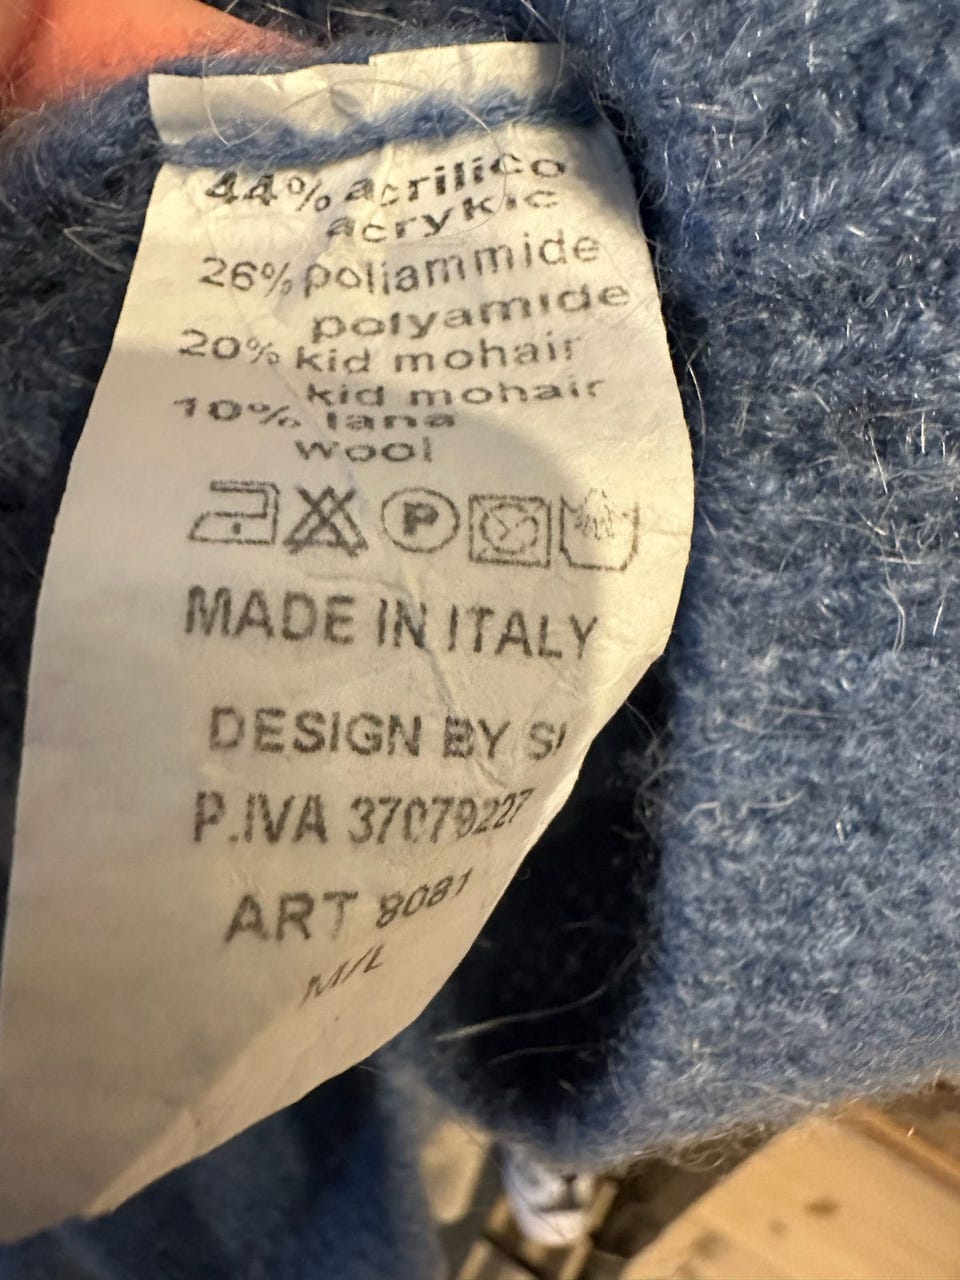 44% acrilico
acrykic
26% poliammide
polyamide
20% kid mohair
kid mohair
10% lana
wool
P
MADE IN ITALY
DESIGN BY
P.IVA 37079227
ART 8081
M/L